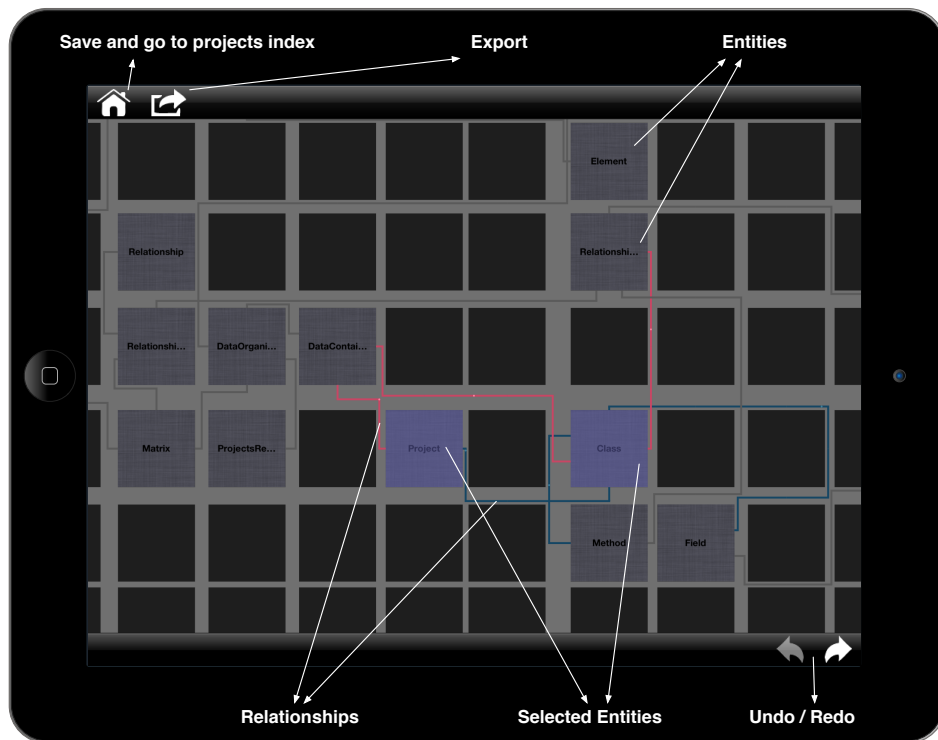 Save and go to projects index
Export
Entities
Element
Relationship
Relationshi...
Relationshi...
DataOrgani...
DataContai...
Matrix
ProjectsRe...
Project
Class
Method
Field
Relationships
Selected Entities
Undo / Redo